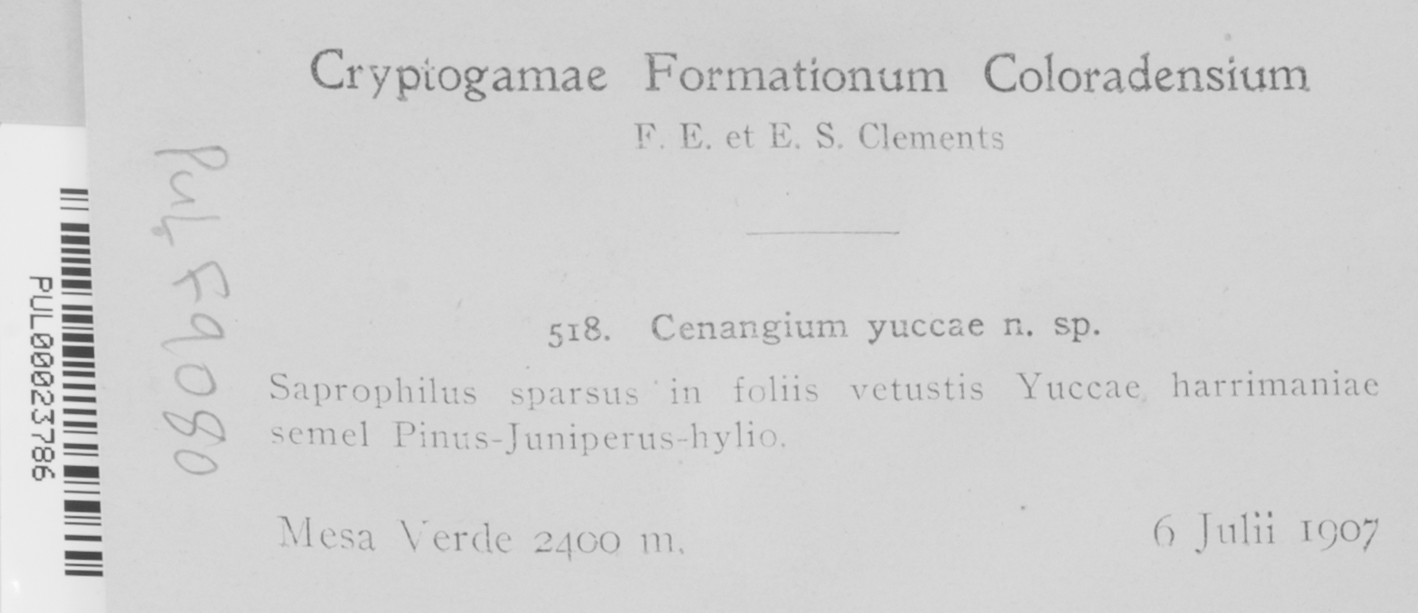 Cryptogamae Formationum Coloradensium
F. E. et E. S. Clements
518. Cenangium yuccae n. sp.
Saprophilus sparsus in foliis vetustis Yuccae harrimaniae
semel Pinus-Juniperus-hylio.
Mesa Verde 2400 m.
6 Julii 1907
PUL F9080
PUL00023786